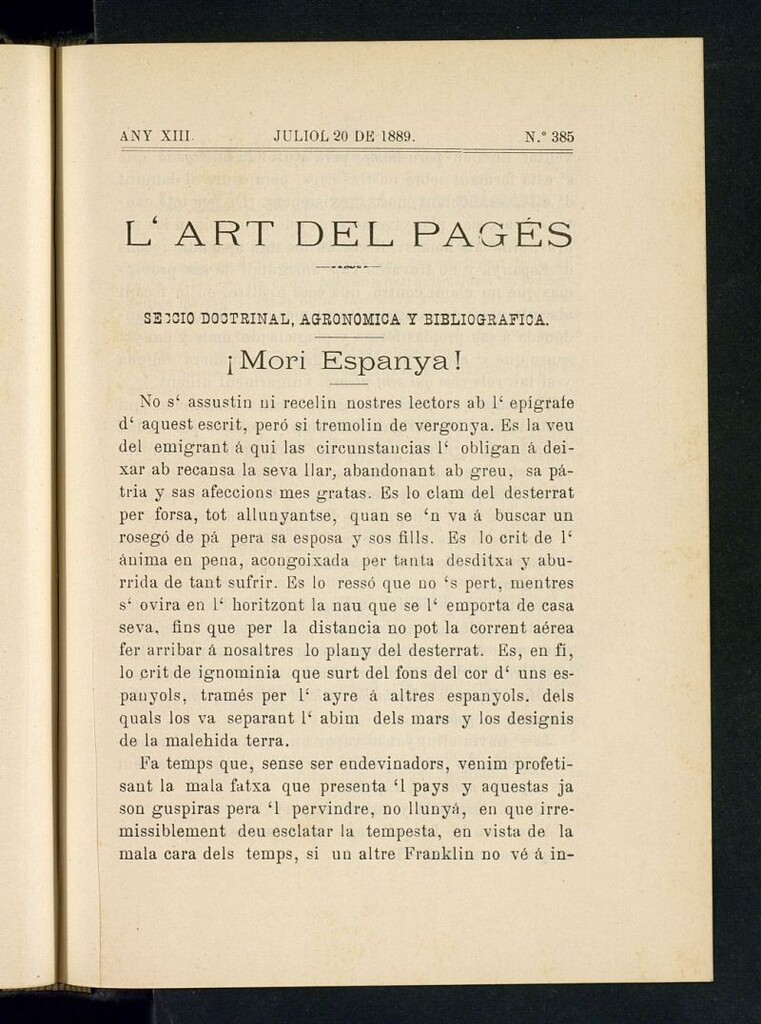 ANY XIII. JULIOL 20 DE 1889. N.º 385
L‘ ART DEL PAGÉS
SECCIO DOCTRINAL, AGRONOMICA Y BIBLIOGRAFICA.
¡Mori Espanya!
No s‘ assustin ni recelin nostres lectors ab l‘ epígrafe
d‘ aquest escrit, peró si tremolin de vergonya. Es la veu
del emigrant á qui las circunstancias l‘ obligan á dei-
xar ab recansa la seva llar, abandonant ab greu, sa pá-
tria y sas afeccions mes gratas. Es lo clam del desterrat
per forsa, tot allunyantse, quan se ‘n va á buscar un
rosegó de pá pera sa esposa y sos fills. Es lo crit de l‘
ánima en pena, acongoixada per tanta desditxa y abu-
rrida de tant sufrir. Es lo ressó que no ‘s pert, mentres
s‘ ovira en l‘ horitzont la nau que se l‘ emporta de casa
seva, fins que per la distancia no pot la corrent aérea
fer arribar á nosaltres lo plany del desterrat. Es, en fi,
lo crit de ignominia que surt del fons del cor d‘ uns es-
panyols, tramés per l‘ ayre á altres espanyols. dels
quals los va separant l‘ abim dels mars y los designis
de la malehida terra.
Fa temps que, sense ser endevinadors, venim profeti-
sant la mala fatxa que presenta ‘l pays y aquestas ja
son guspiras pera ‘l pervindre, no llunyá, en que irre-
missiblement deu esclatar la tempesta, en vista de la
mala cara dels temps, si un altre Franklin no vé á in-